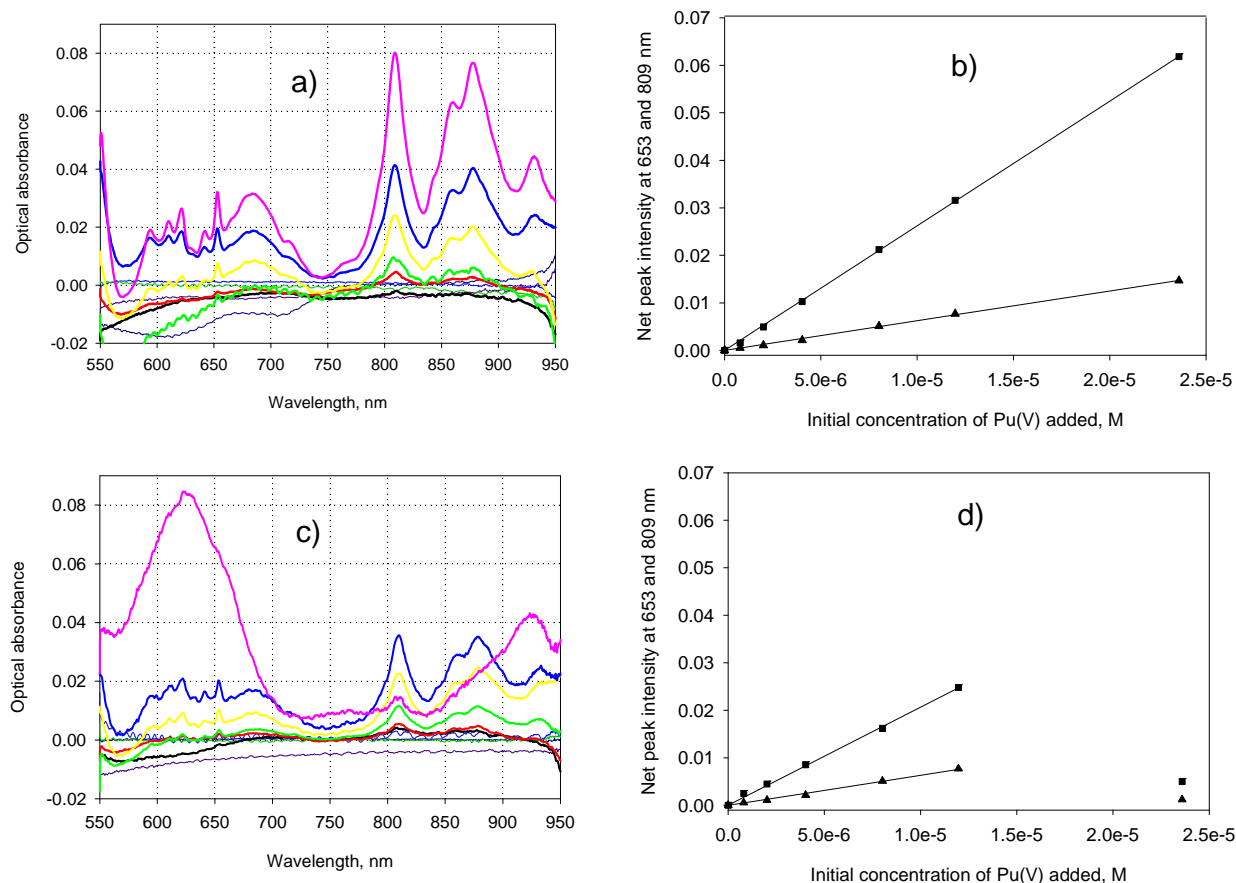 a)
0.08
0.06
0.04
0.02
0.00
-0.02
550 600 650 700 750 800 850 900 950
Optical absorbance
Wavelength, nm
b)
0.07
0.06
0.05
0.04
0.03
0.02
0.01
0.00
0.0 5.0e-6 1.0e-5 1.5e-5 2.0e-5 2.5e-5
Net peak intensity at 653 and 809 nm
Initial concentration of Pu(V) added, M
c)
0.08
0.06
0.04
0.02
0.00
-0.02
550 600 650 700 750 800 850 900 950
Optical absorbance
Wavelength, nm
d)
0.07
0.06
0.05
0.04
0.03
0.02
0.01
0.00
0.0 5.0e-6 1.0e-5 1.5e-5 2.0e-5 2.5e-5
Net peak intensity at 653 and 809 nm
Initial concentration of Pu(V) added, M